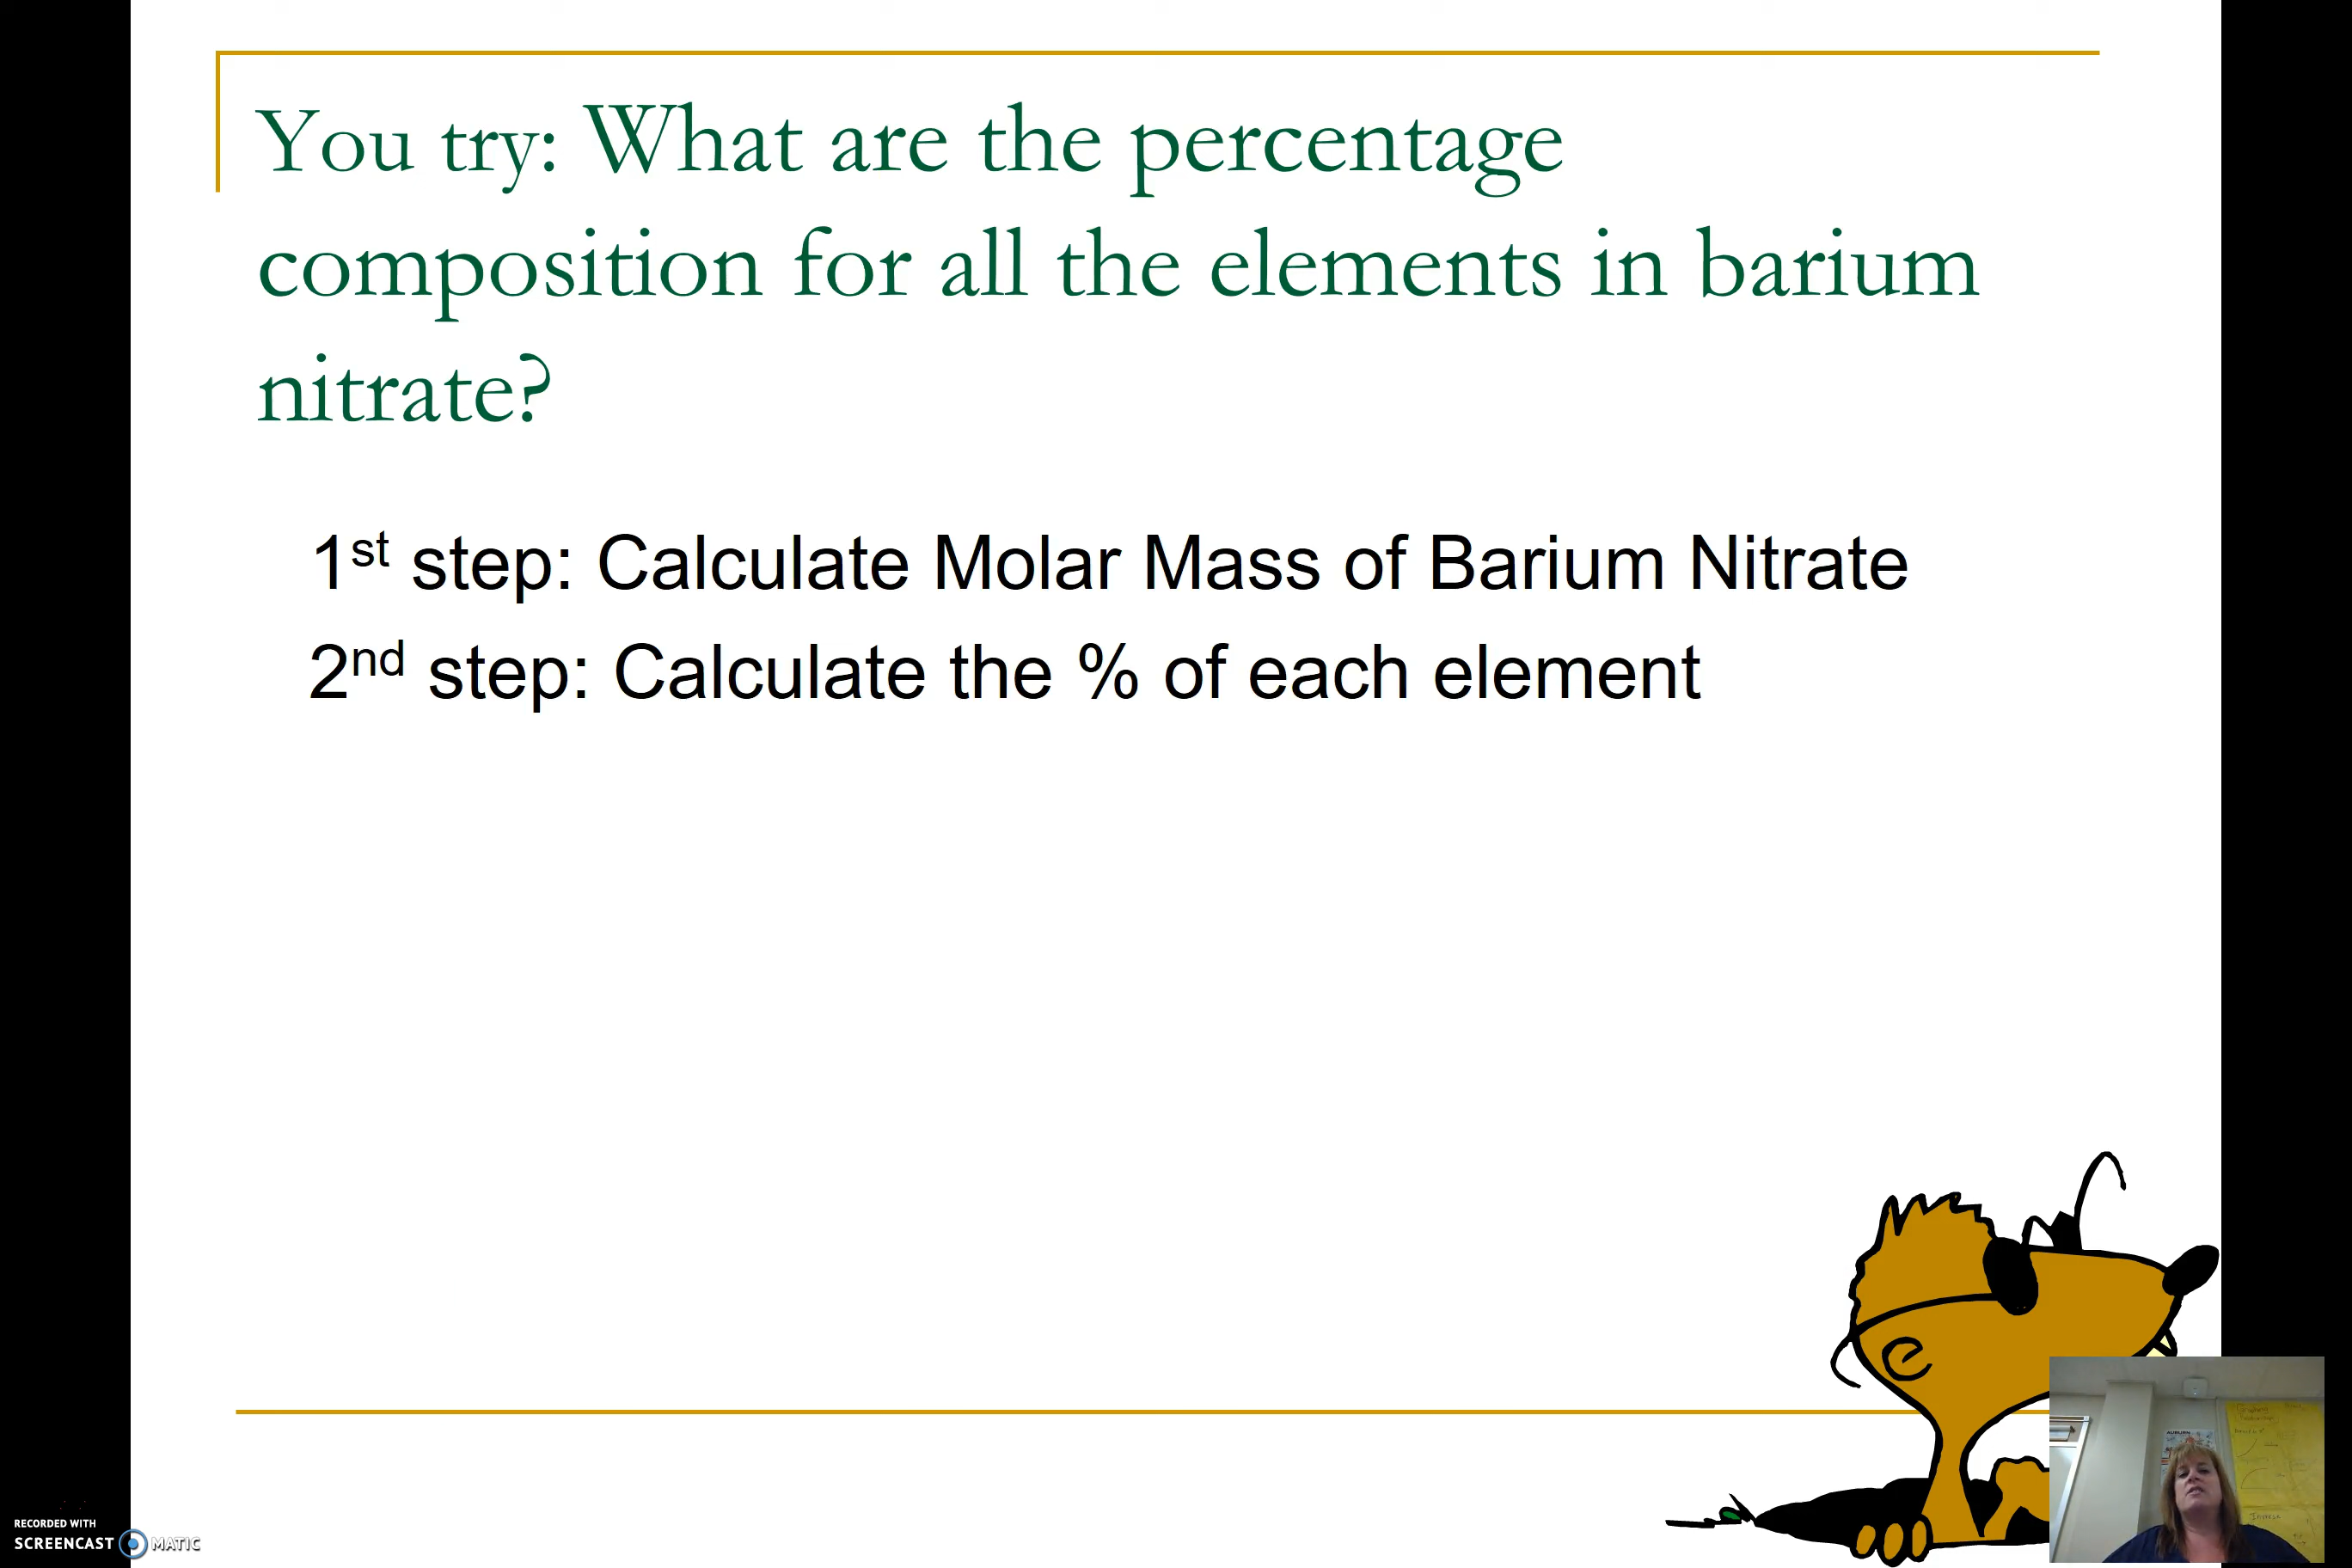 You try: What are the percentage
composition for all the elements in barium
nitrate?
1st step: Calculate Molar Mass of Barium Nitrate
2nd step: Calculate the % of each element
RECORDED WITH
SCREENCAST MATIC
AUBURN